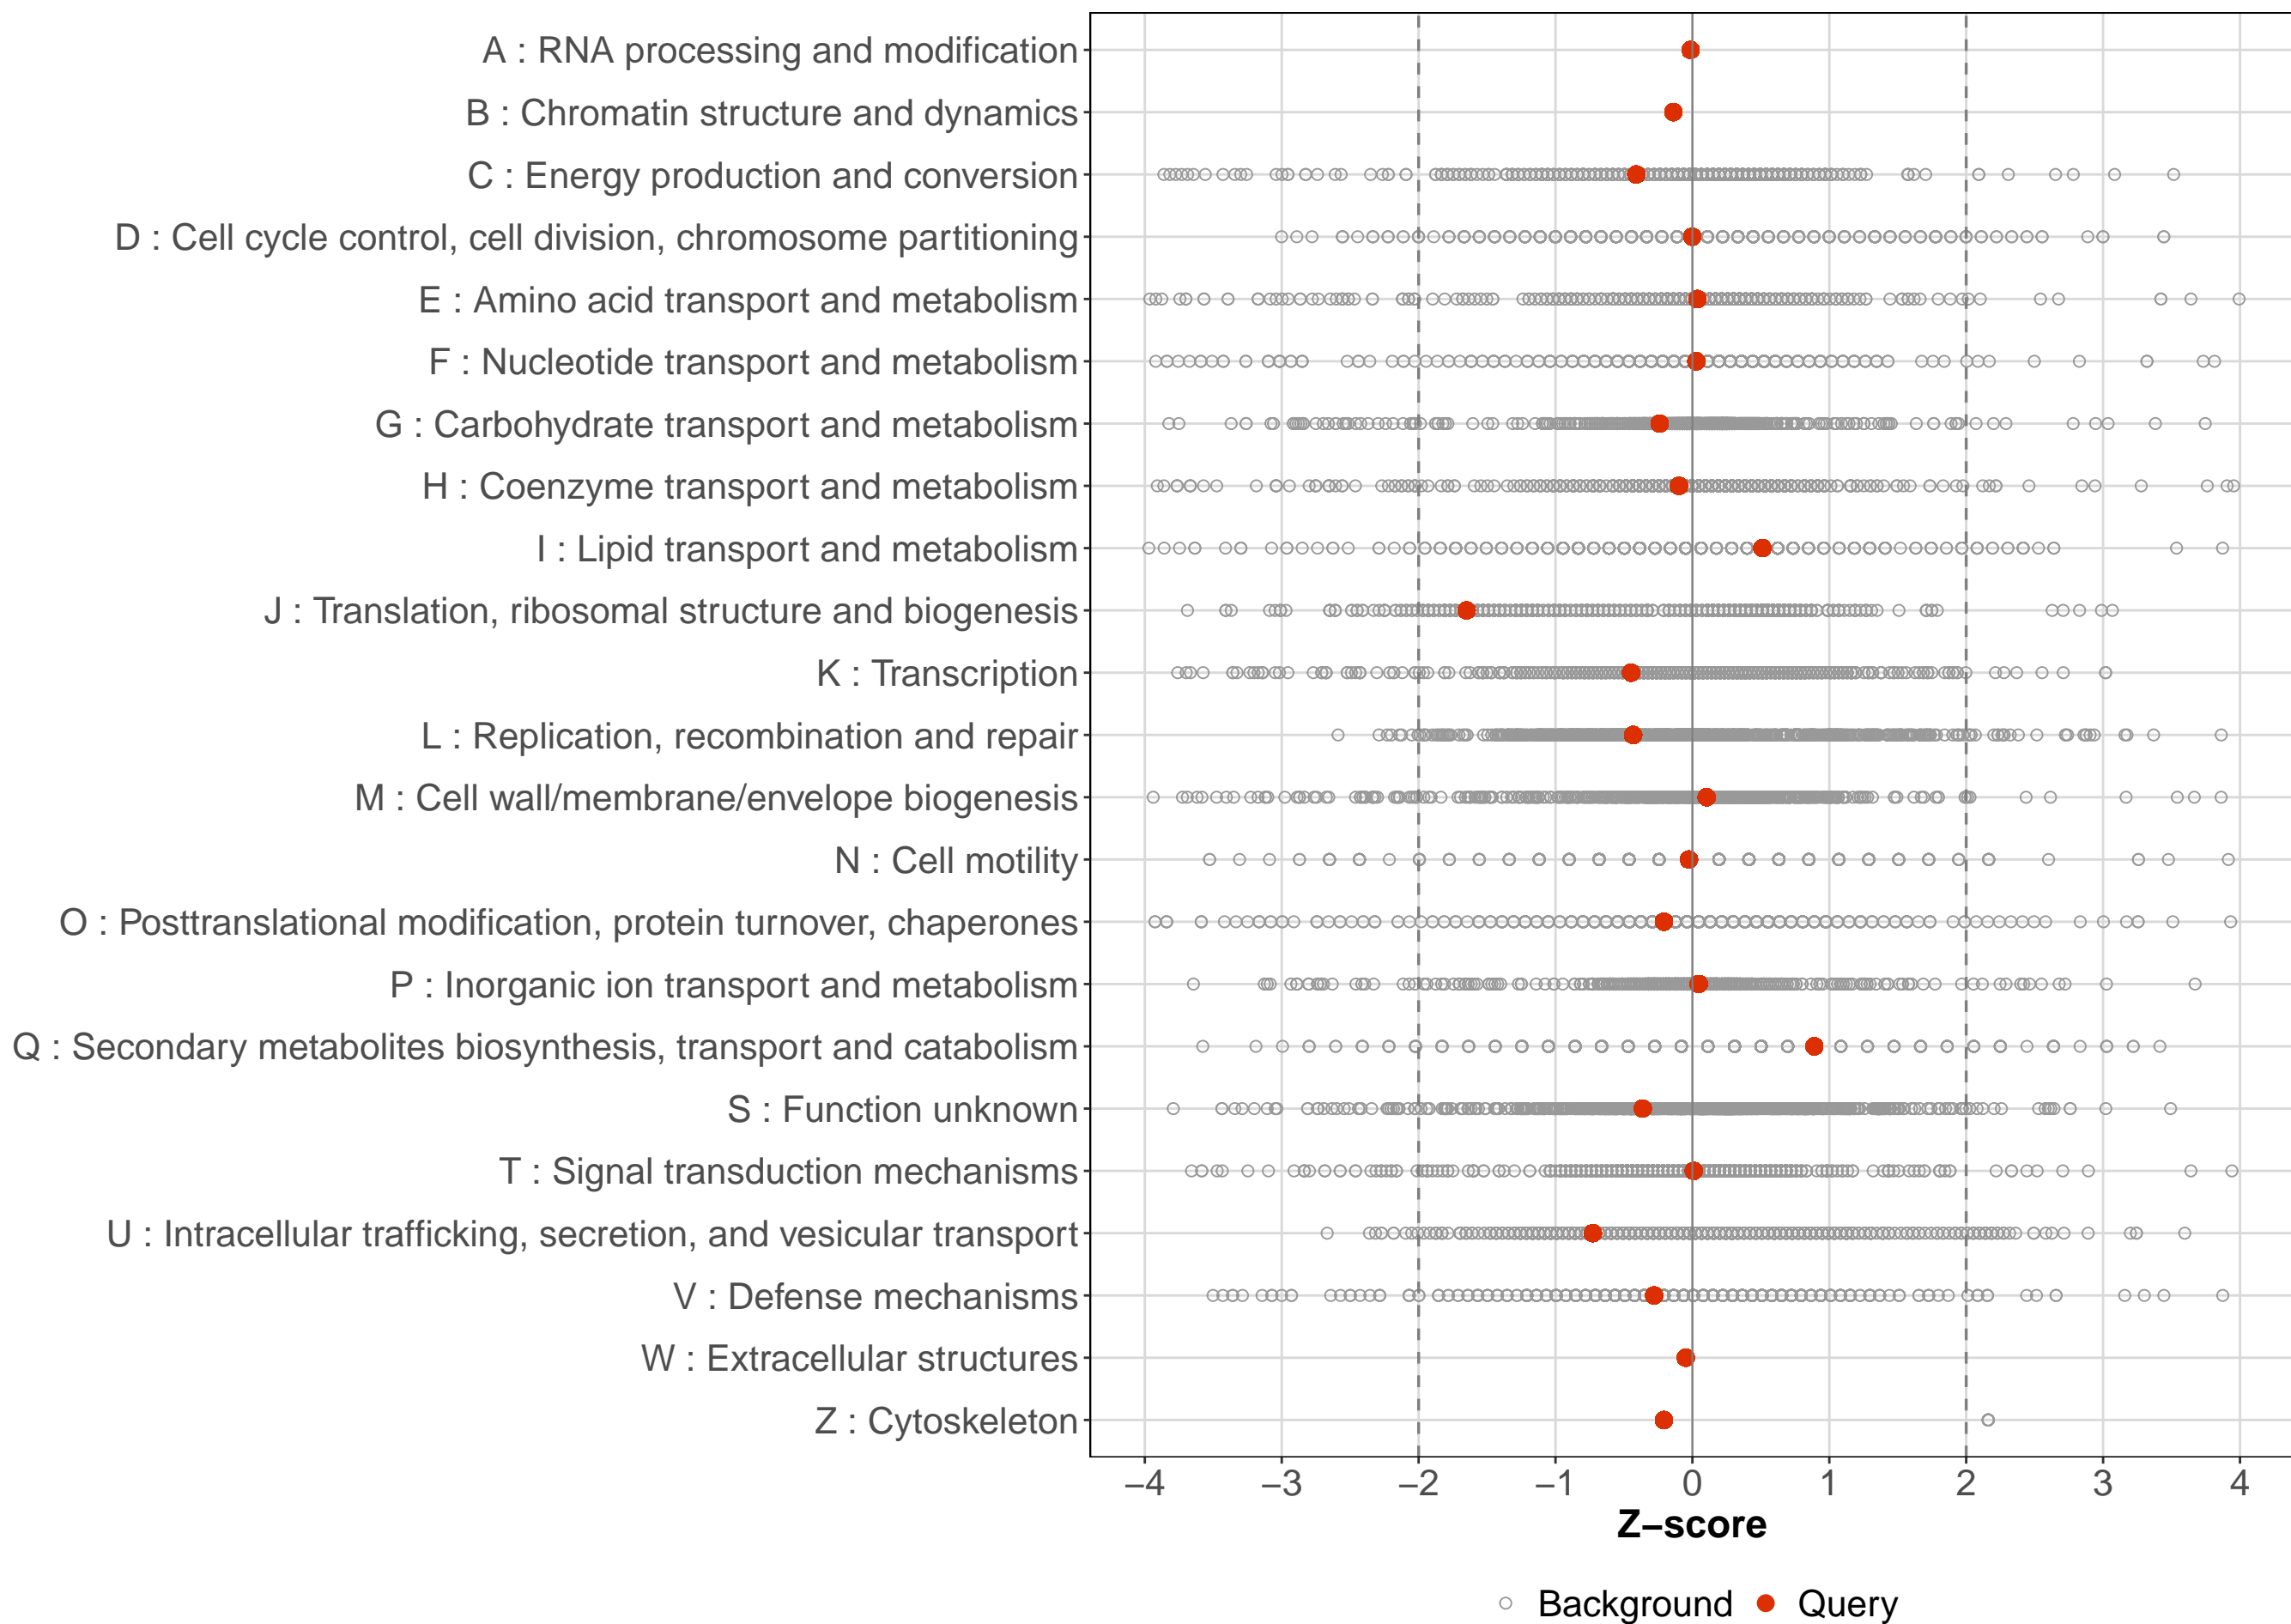 A : RNA processing and modification
B : Chromatin structure and dynamics
C : Energy production and conversion
D : Cell cycle control, cell division, chromosome partitioning
E : Amino acid transport and metabolism
F : Nucleotide transport and metabolism
G : Carbohydrate transport and metabolism
H : Coenzyme transport and metabolism
I : Lipid transport and metabolism
J : Translation, ribosomal structure and biogenesis
K : Transcription
L : Replication, recombination and repair
M : Cell wall/membrane/envelope biogenesis
N : Cell motility
O : Posttranslational modification, protein turnover, chaperones
P : Inorganic ion transport and metabolism
Q : Secondary metabolites biosynthesis, transport and catabolism
S : Function unknown
T : Signal transduction mechanisms
U : Intracellular trafficking, secretion, and vesicular transport
V : Defense mechanisms
W : Extracellular structures
Z : Cytoskeleton
−4 −3 −2 −1 0 1 2 3 4
Z−score
Background Query